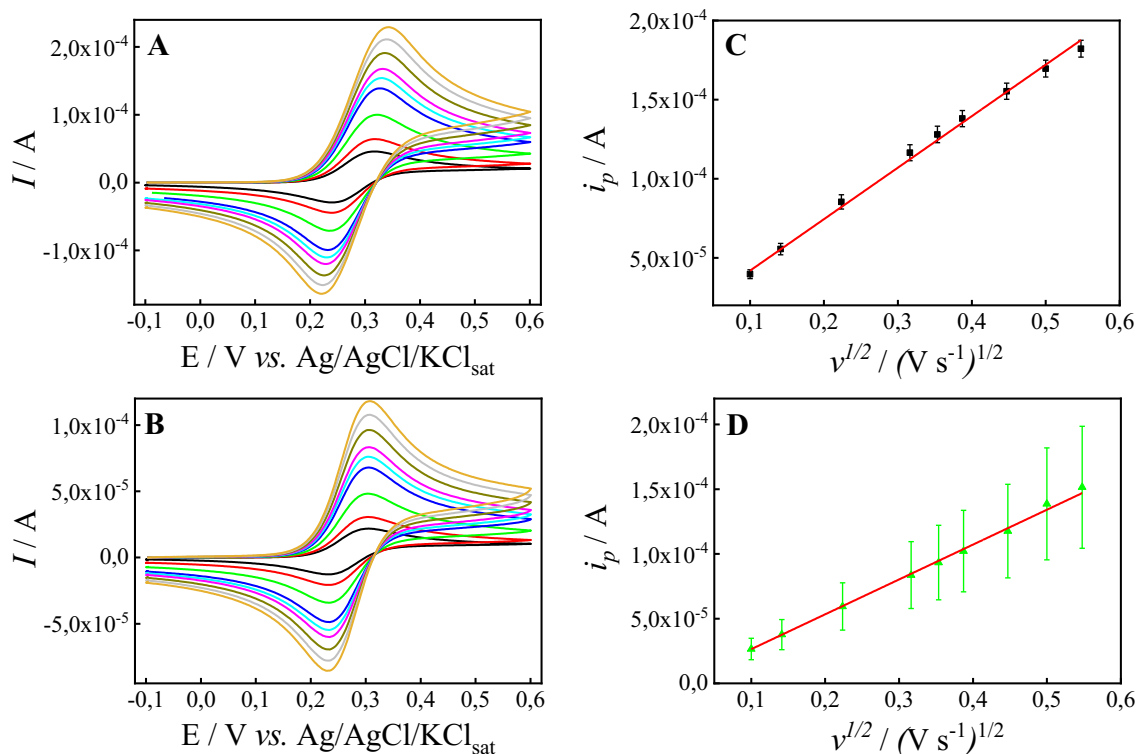 A
I / A
2,0x10-4
1,0x10-4
0,0
-1,0x10-4
-0,1 0,0 0,1 0,2 0,3 0,4 0,5 0,6
E / V vs. Ag/AgCl/KClsat
C
ip / A
2,0x10-4
1,5x10-4
1,0x10-4
5,0x10-5
0,1 0,2 0,3 0,4 0,5 0,6
v1/2 / (V s-1)1/2
B
I / A
1,0x10-4
5,0x10-5
0,0
-5,0x10-5
-0,1 0,0 0,1 0,2 0,3 0,4 0,5 0,6
E / V vs. Ag/AgCl/KClsat
D
ip / A
2,0x10-4
1,5x10-4
1,0x10-4
5,0x10-5
0,0
0,1 0,2 0,3 0,4 0,5 0,6
v1/2 / (V s-1)1/2